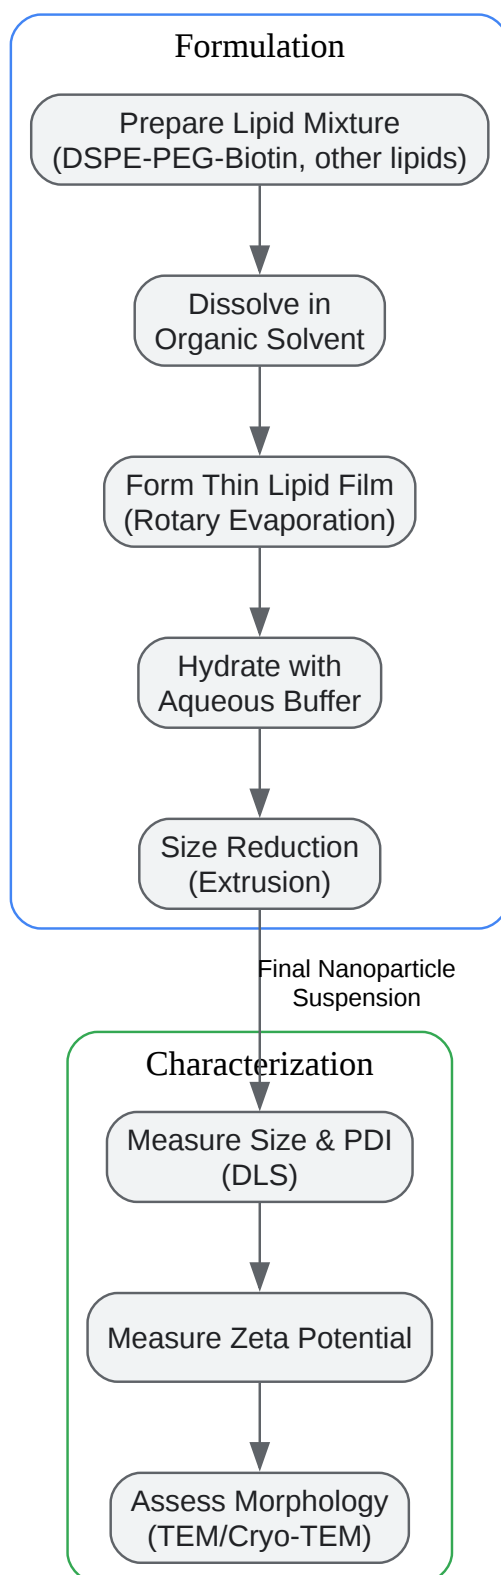 Formulation
Prepare Lipid Mixture
(DSPE-PEG-Biotin, other lipids)
Dissolve in
Organic Solvent
Form Thin Lipid Film
(Rotary Evaporation)
Hydrate with
Aqueous Buffer
Size Reduction
(Extrusion)
Final Nanoparticle
Suspension
Characterization
Measure Size & PDI
(DLS)
Measure Zeta Potential
Assess Morphology
(TEM/Cryo-TEM)